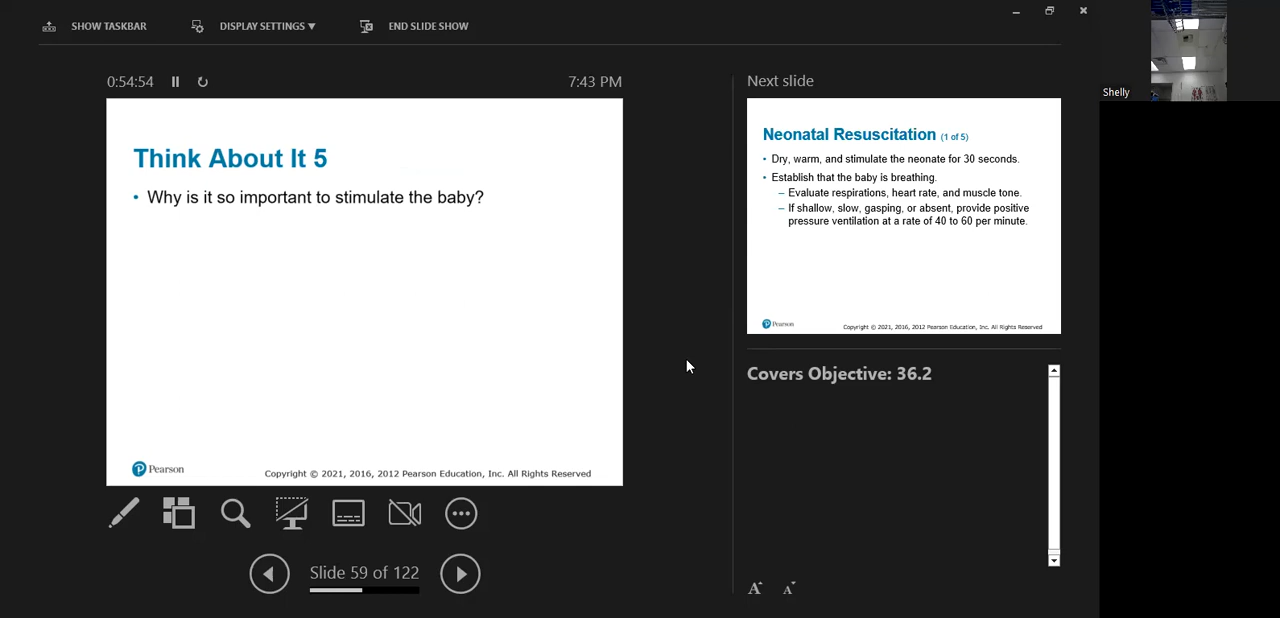 SHOW TASKBAR
DISPLAY SETTINGS ▼
END SLIDE SHOW
0:54:54
7:43 PM
Think About It 5
• Why is it so important to stimulate the baby?
Pearson
Copyright © 2021, 2016, 2012 Pearson Education, Inc. All Rights Reserved
Slide 59 of 122
Next slide
Neonatal Resuscitation (1 of 5)
• Dry, warm, and stimulate the neonate for 30 seconds.
• Establish that the baby is breathing.
– Evaluate respirations, heart rate, and muscle tone.
– If shallow, slow, gasping, or absent, provide positive
pressure ventilation at a rate of 40 to 60 per minute.
Pearson
Copyright © 2021, 2016, 2012 Pearson Education, Inc. All Rights Reserved
Covers Objective: 36.2
A A
Shelly